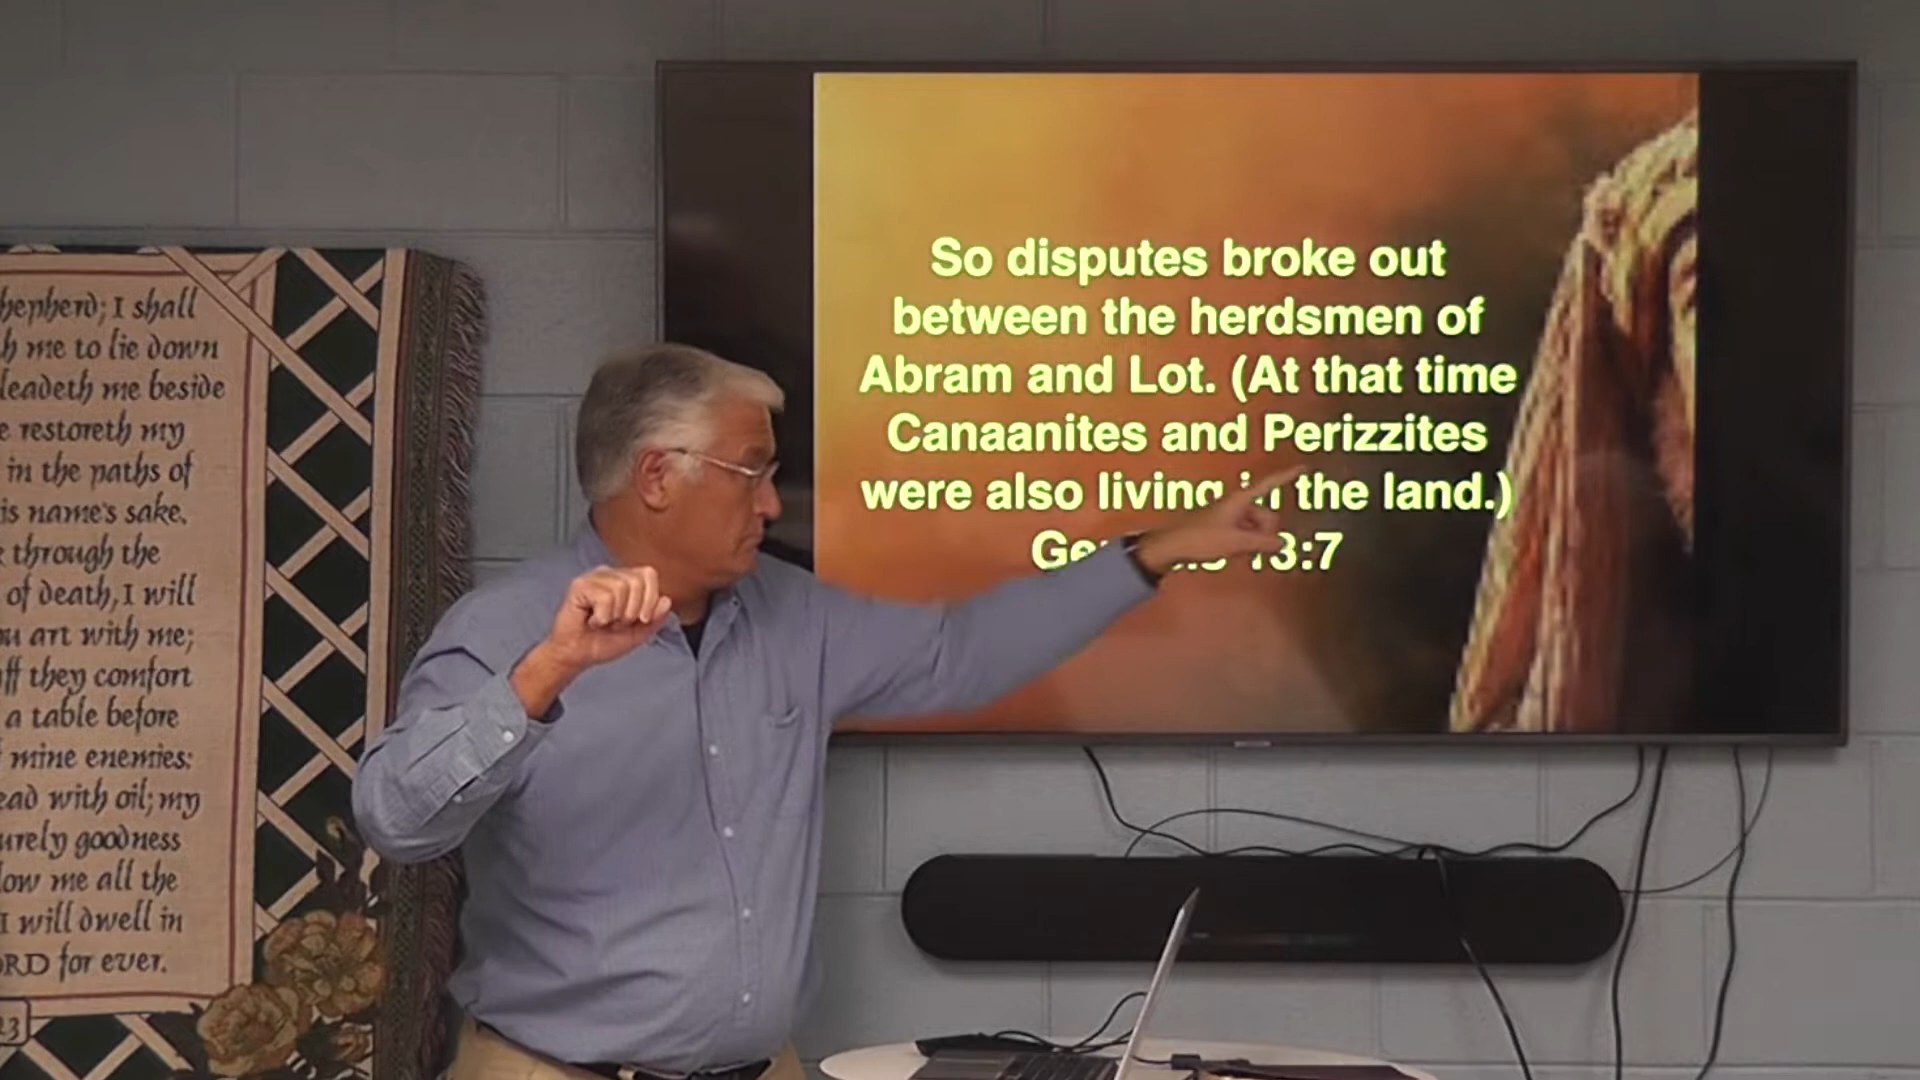 shall
me to lie down
leadeth me beside
restoreth my
in the paths of
name's sake,
through the
of death, I will
art with me;
they comfort
a table before
mine enemies;
with oil; my
goodness
me all the
I will dwell in
for ever.
So disputes broke out
between the herdsmen of
Abram and Lot. (At that time
Canaanites and Perizzites
were also living in the land.)
13:7